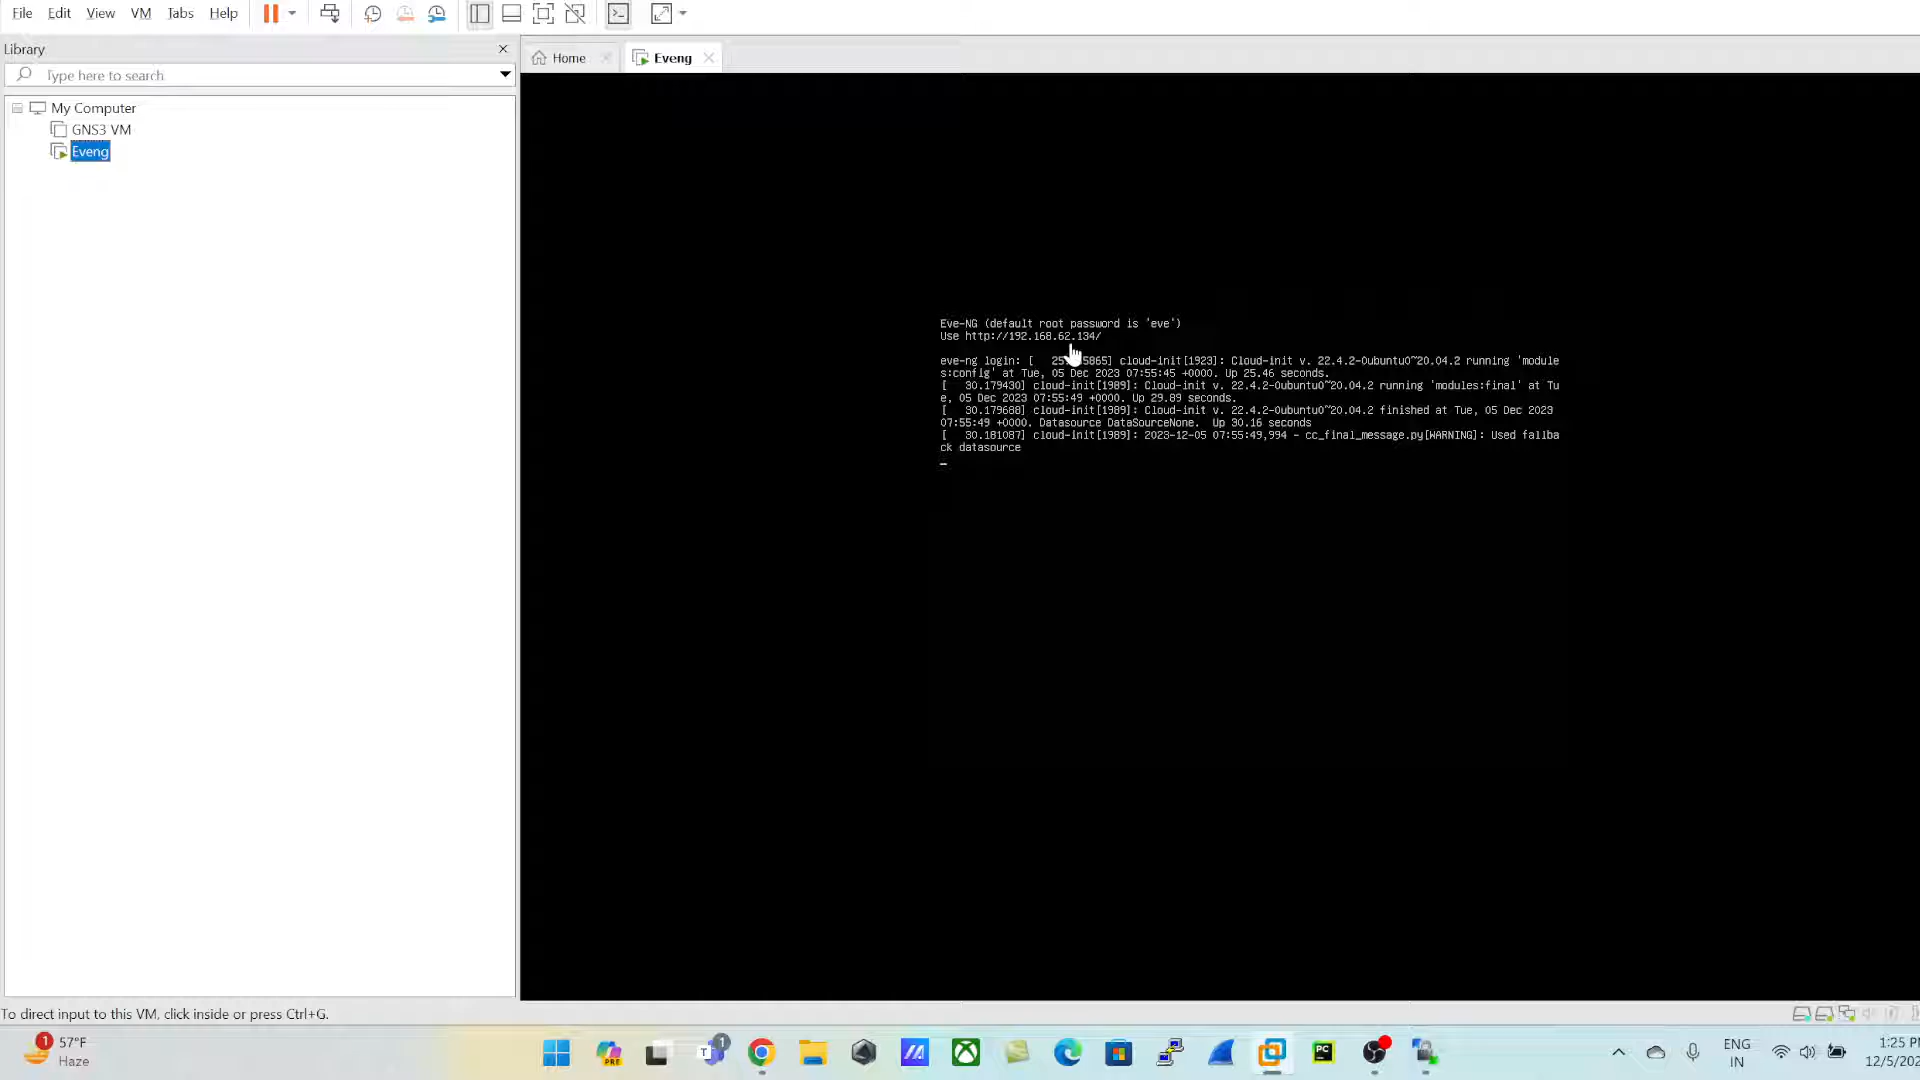 File Edit View VM Tabs Help
Library
Type here to search
My Computer
GNS3 VM
Eveng
Home
Eveng
Eve-NG (default root password is 'eve')
Use http://192.168.62.134/
eve-ng login: [ 5865] cloud-init[1923]: Cloud-init v. 22.4.2-0ubuntu0~20.04.2 running 'module
s:config' at Tue, 05 Dec 2023 07:55:45 +0000. Up 25.46 seconds.
[ 30.179430] cloud-init[1989]: Cloud-init v. 22.4.2-0ubuntu0~20.04.2 running 'modules:final' at Tu
e, 05 Dec 2023 07:55:49 +0000. Up 29.89 seconds.
[ 30.179688] cloud-init[1989]: Cloud-init v. 22.4.2-0ubuntu0~20.04.2 finished at Tue, 05 Dec 2023
07:55:49 +0000. Datasource DataSourceNone. Up 30.16 seconds
[ 30.181087] cloud-init[1989]: 2023-12-05 07:55:49,994 - cc_final_message.py[WARNING]: Used fallba
ck datasource
To direct input to this VM, click inside or press Ctrl+G.
1
57°F
Haze
PRE
T
1
PC
ENG
IN
1:25
12/5/202